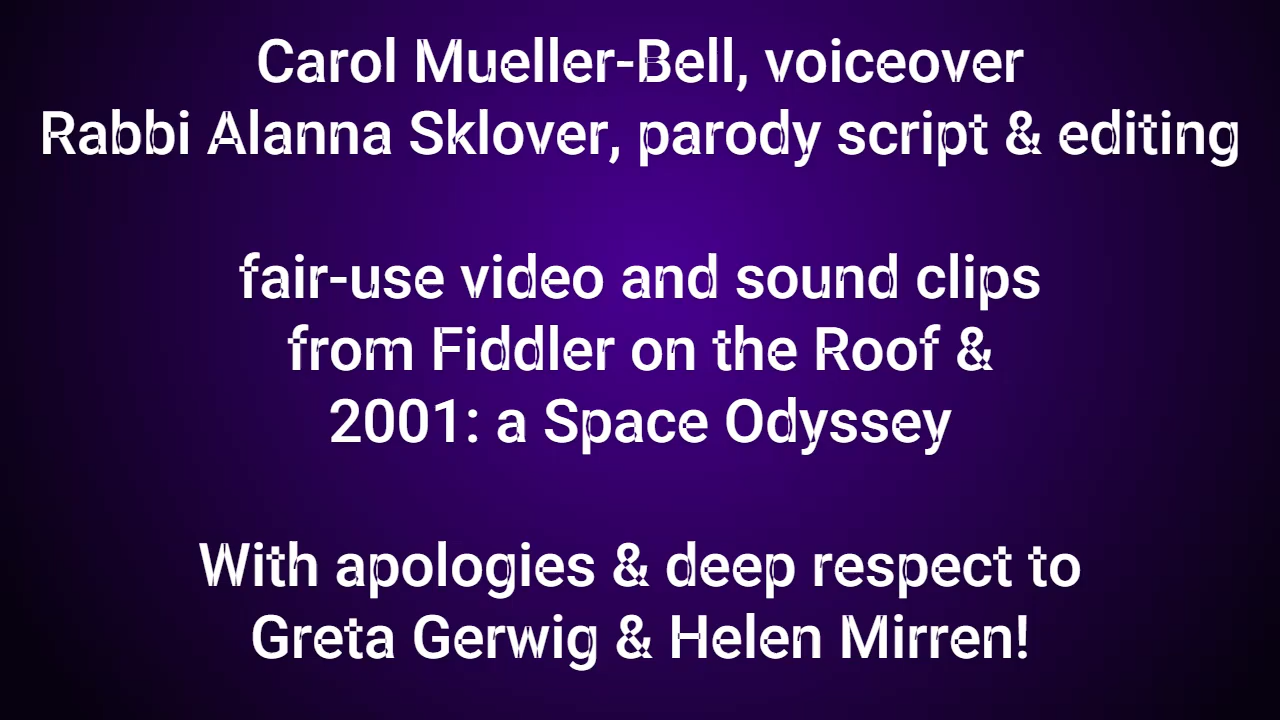 Carol Mueller-Bell, voiceover
Rabbi Alanna Sklover, parody script & editing
fair-use video and sound clips
from Fiddler on the Roof &
2001: a Space Odyssey
With apologies & deep respect to
Greta Gerwig & Helen Mirren!